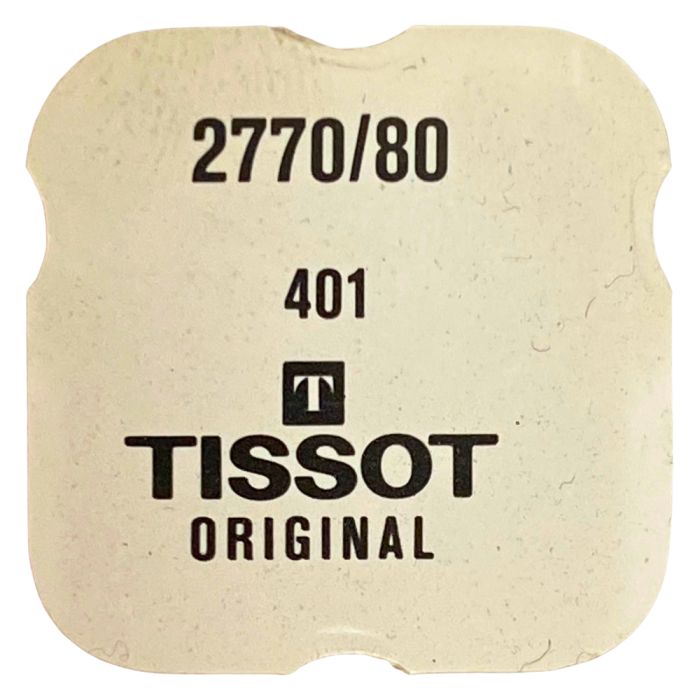 2770/80
401
T
TISSOT
ORIGINAL